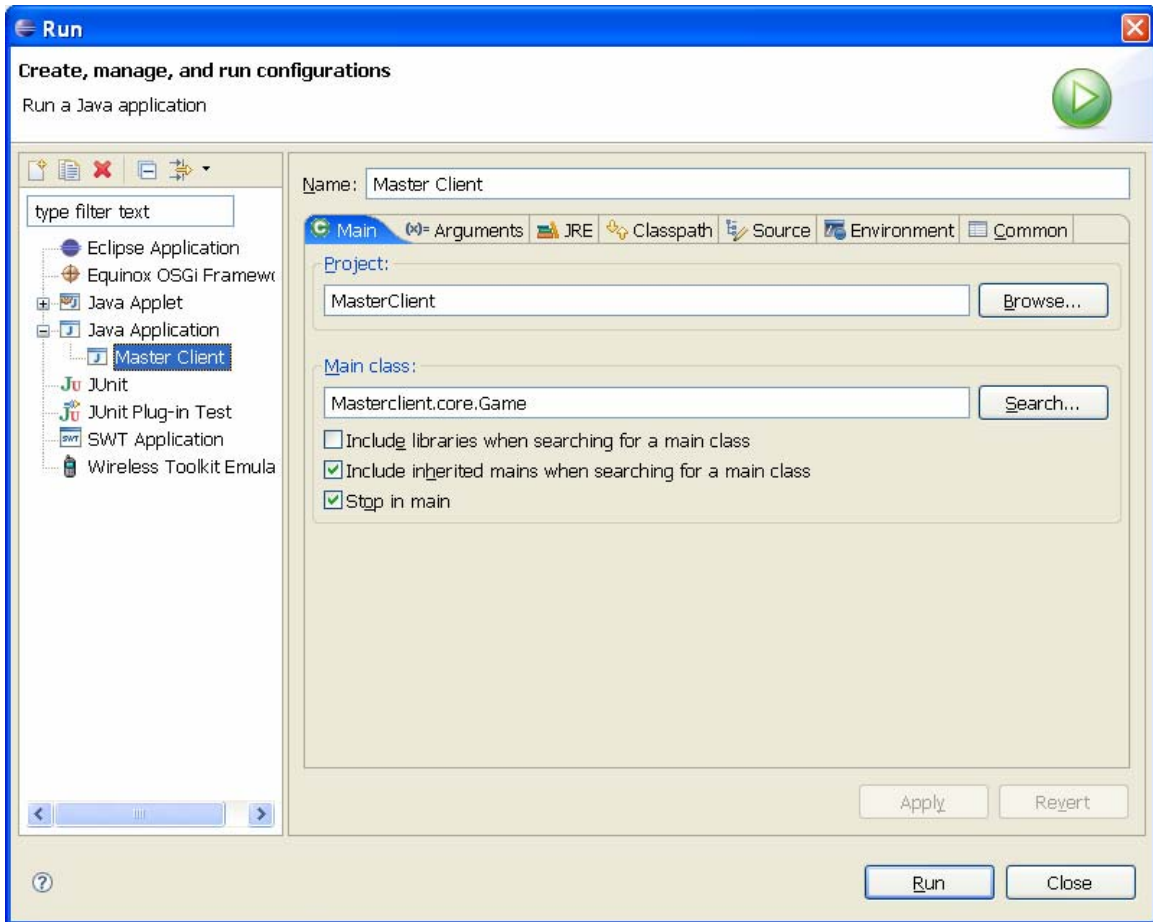 Run
Create, manage, and run configurations
Run a Java application
type filter text
Eclipse Application
Equinox OSGi Framew
Java Applet
Java Application
Master Client
JUnit
JUnit Plug-in Test
SWT Application
Wireless Toolkit Emula
Name: Master Client
Main (x)= Arguments JRE Classpath Source Environment Common
Project:
MasterClient Browse...
Main class:
Masterclient.core.Game Search...
Include libraries when searching for a main class
Include inherited mains when searching for a main class
Stop in main
Apply Revert
Run Close